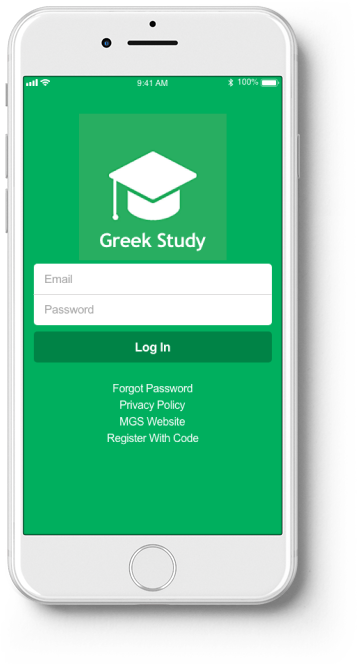 9:41 AM
100%
Greek Study
Email
Password
Log In
Forgot Password
Privacy Policy
MGS Website
Register With Code